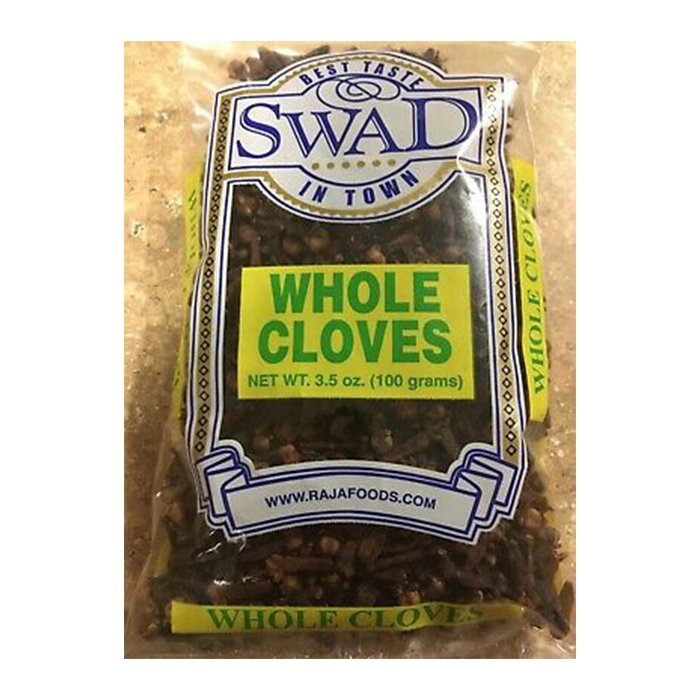 BEST TASTE
SWAD
IN TOWN
WHOLE
CLOVES
NET WT. 3.5 oz. (100 grams)
WHOLE CLOVES
WWW.RAJAFOODS.COM
WHOLE CLOVES